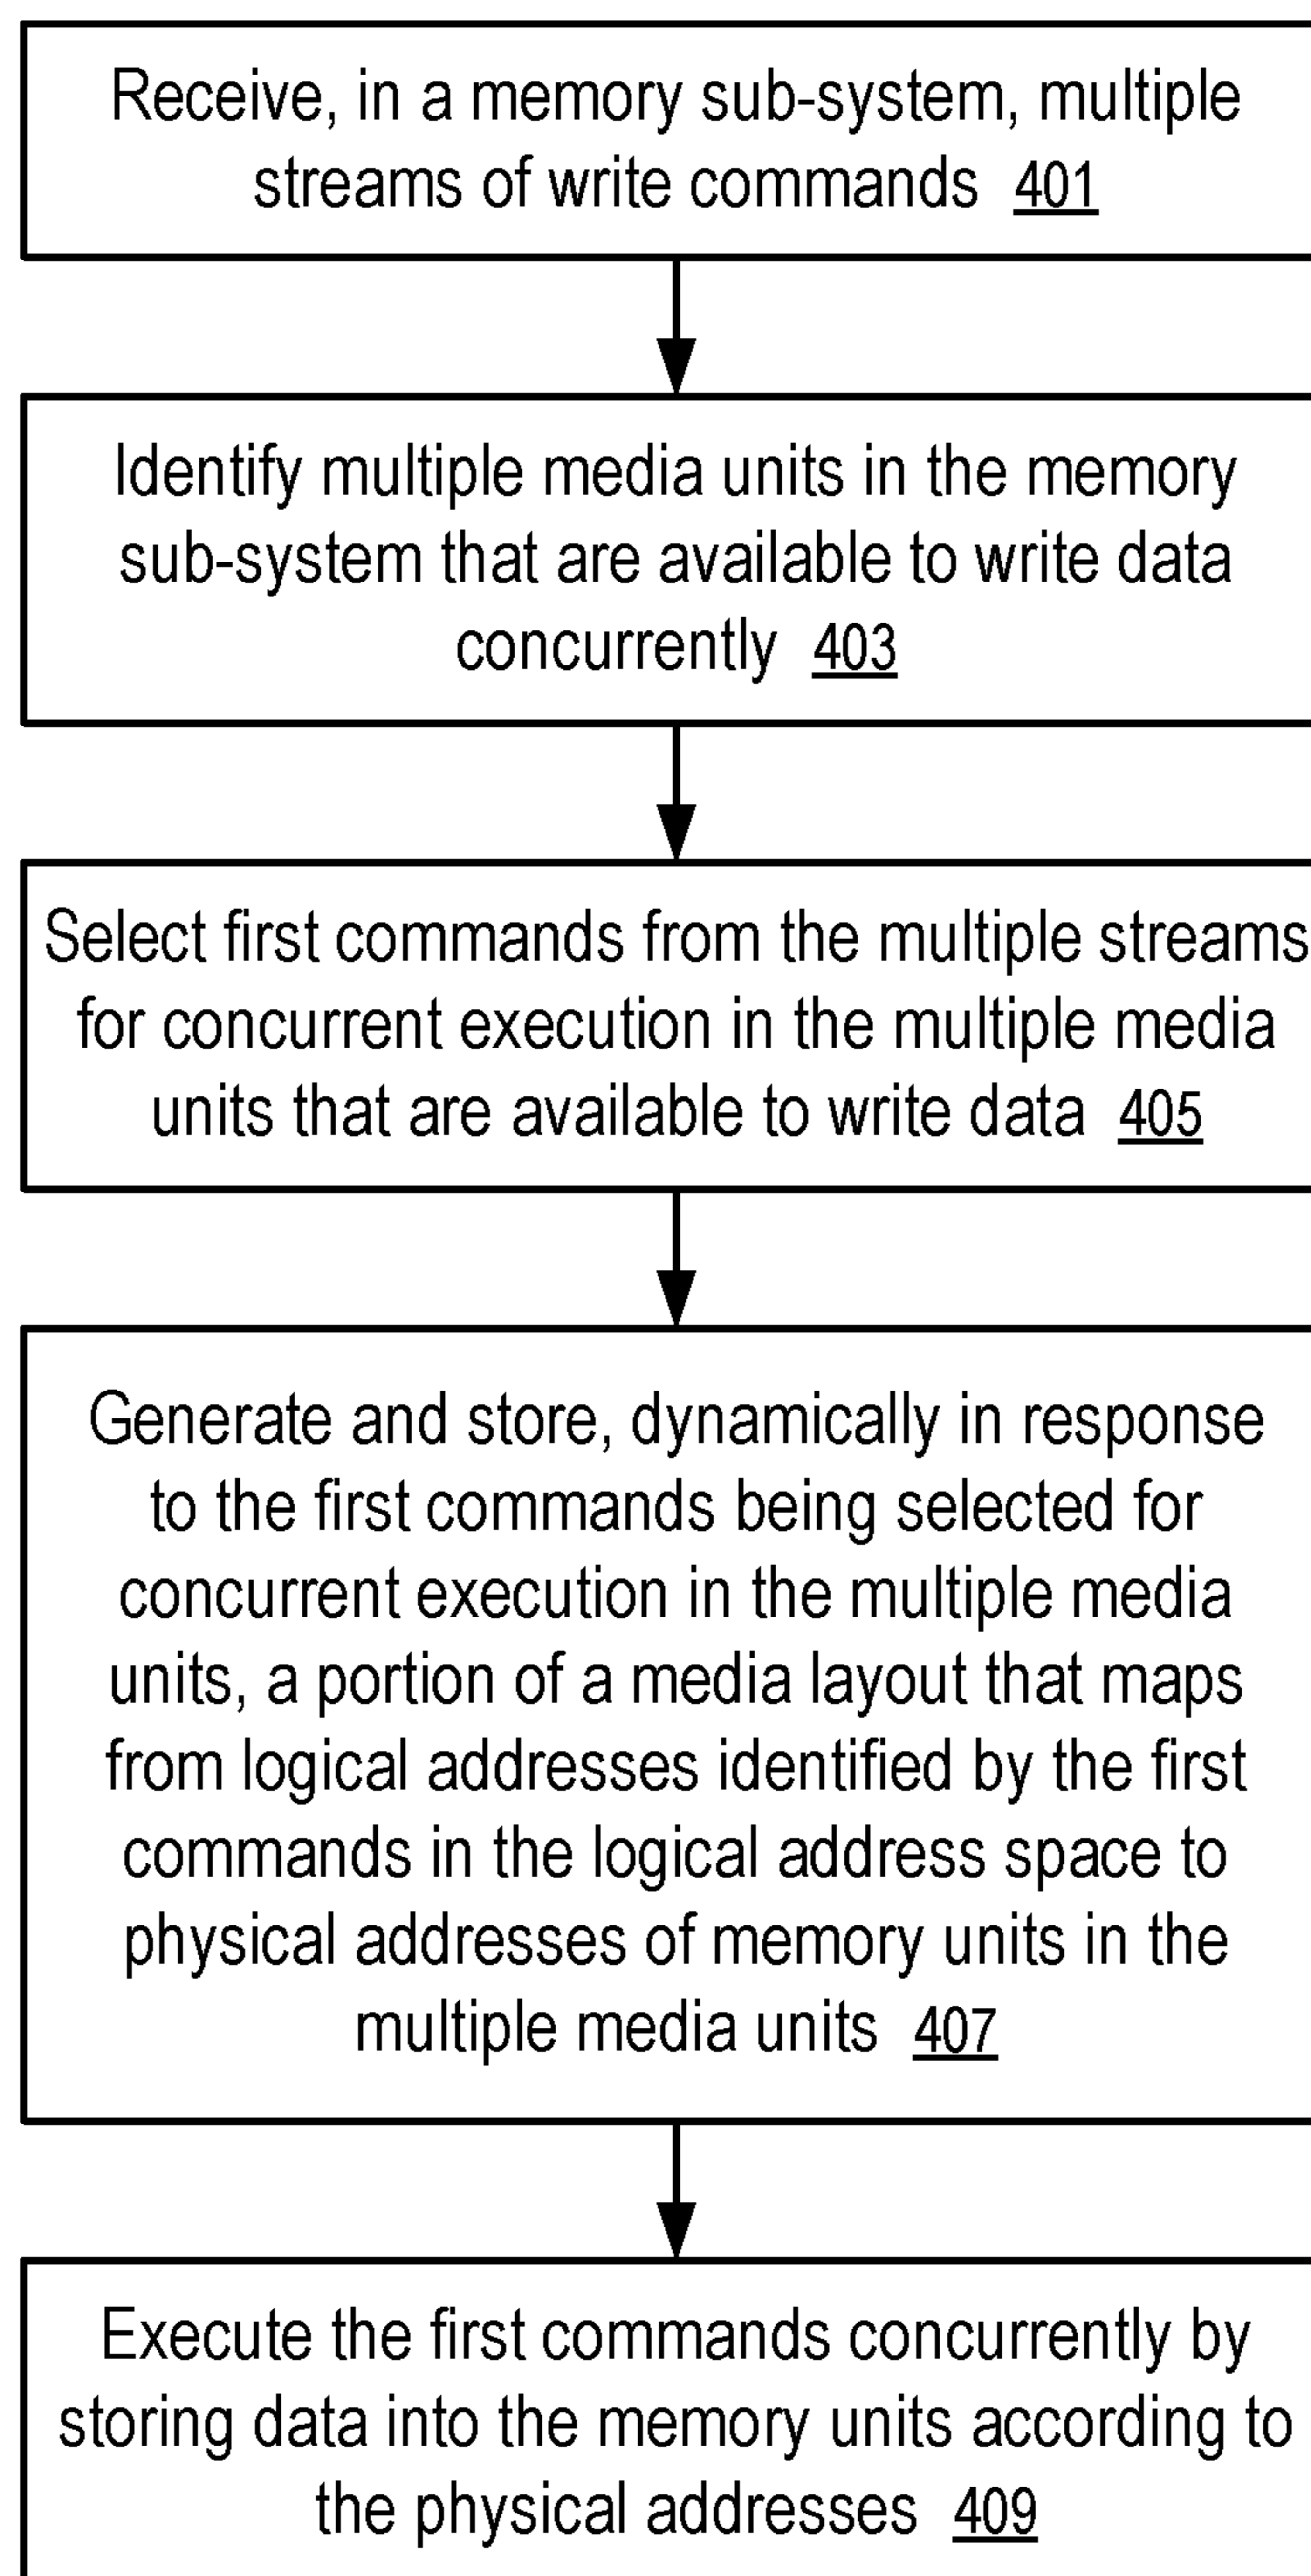 Receive, in a memory sub-system, multiple
streams of write commands 401
Identify multiple media units in the memory
sub-system that are available to write data
concurrently 403
Select first commands from the multiple streams
for concurrent execution in the multiple media
units that are available to write data 405
Generate and store, dynamically in response
to the first commands being selected for
concurrent execution in the multiple media
units, a portion of a media layout that maps
from logical addresses identified by the first
commands in the logical address space to
physical addresses of memory units in the
multiple media units 407
Execute the first commands concurrently by
storing data into the memory units according to
the physical addresses 409